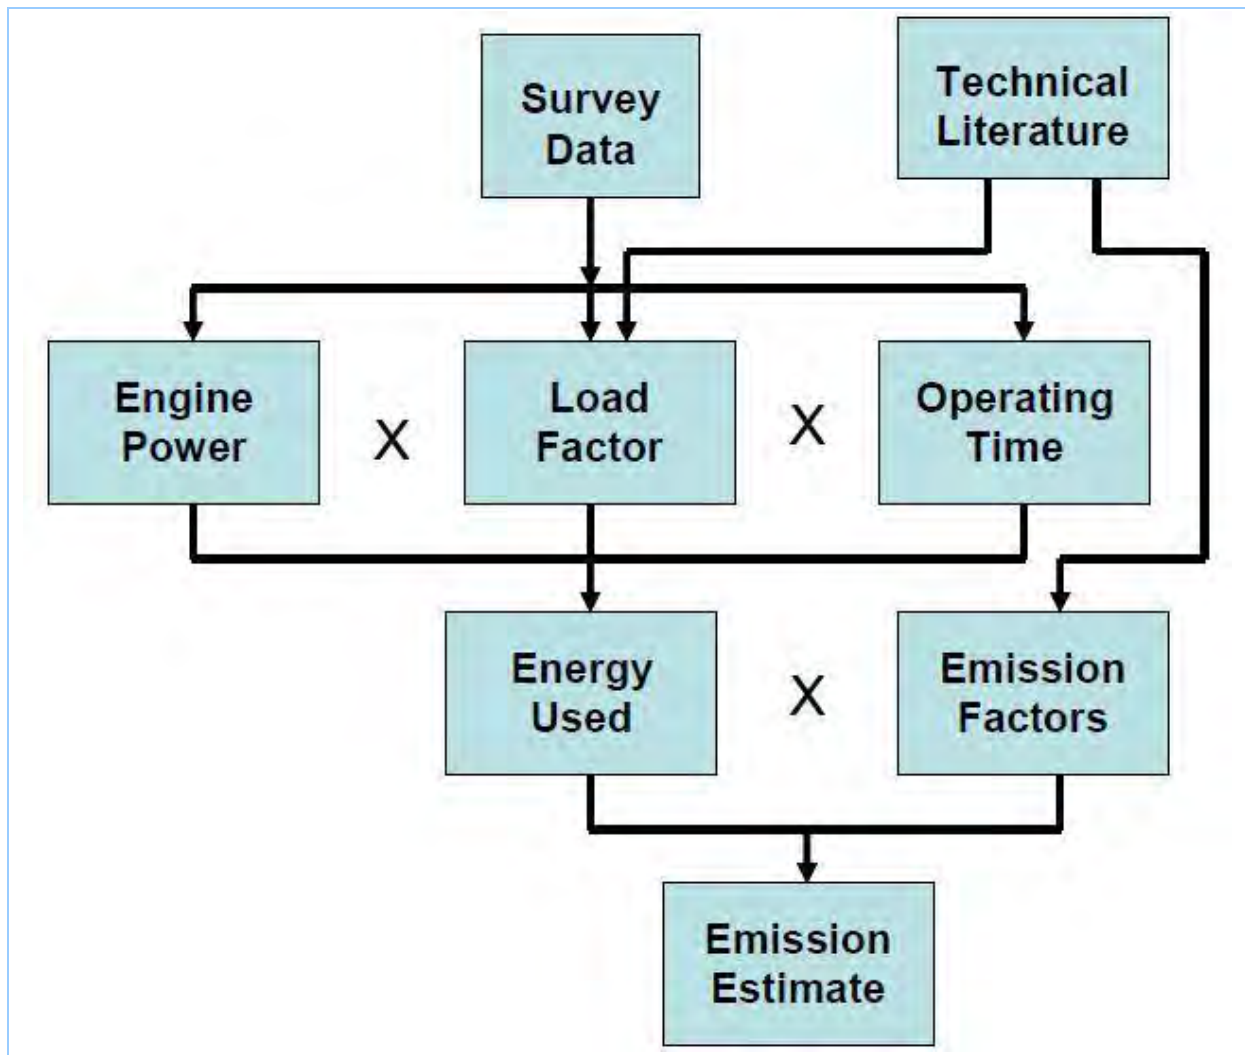 Survey
Data
Technical
Literature
Engine
Power
X
Load
Factor
X
Operating
Time
Energy
Used
X
Emission
Factors
Emission
Estimate